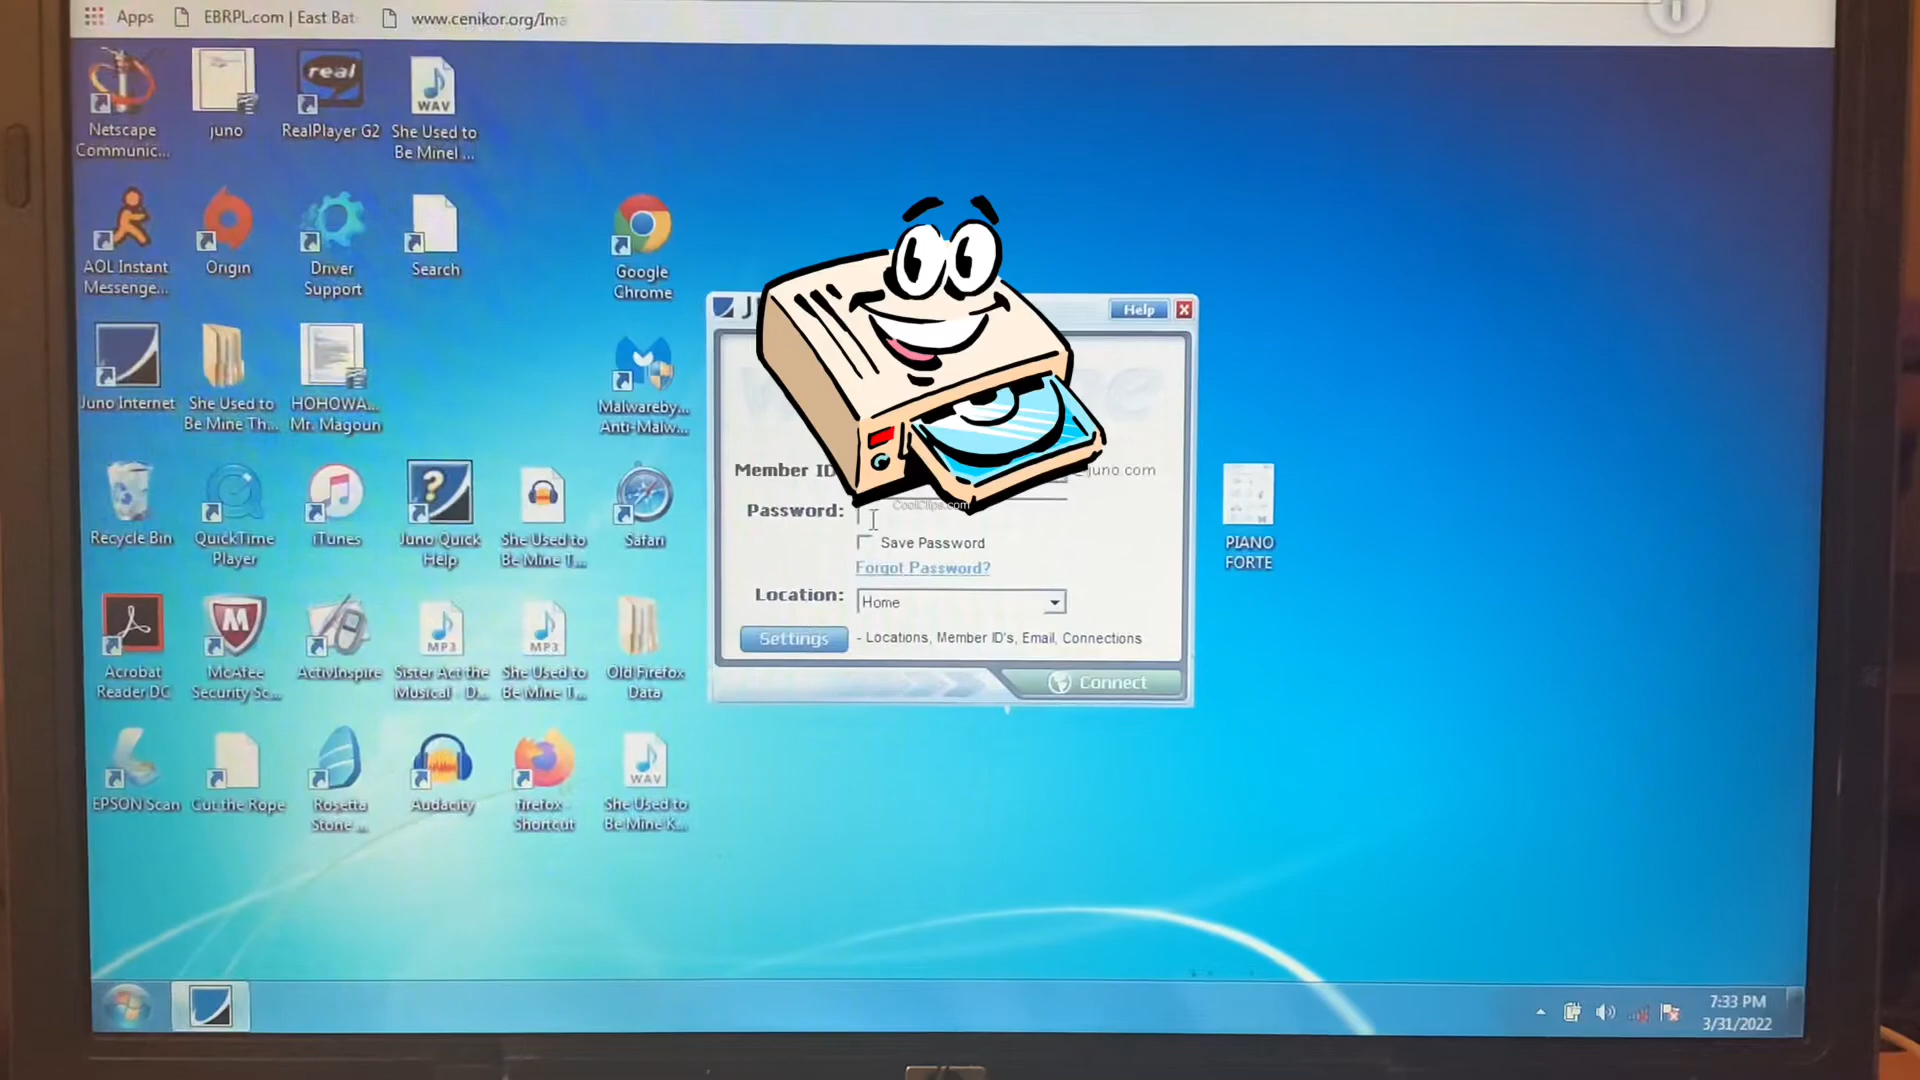 Apps EBRPL.com | East Bat www.cenikor.org/Ima
Netscape
Communic...
juno
RealPlayer G2
WAV
She Used to
Be Mine! ...
AOL Instant
Messenge...
Origin
Driver
Support
Search
Google
Chrome
Juno Internet
She Used to
Be Mine Th...
HOHOWA...
Mr. Magoun
Malwareby...
Anti-Malw...
Recycle Bin
QuickTime
Player
iTunes
Juno Quick
Help
She Used to
Be Mine T...
Safari
Acrobat
Reader DC
McAfee
Security Sc...
ActivInspire
MP3
Sister Act the
Musical - D...
MP3
She Used to
Be Mine T...
Old Firefox
Data
EPSON Scan
Cut the Rope
Rosetta
Stone ...
Audacity
firefox -
Shortcut
WAV
She Used to
Be Mine K...
Help
Member ID
juno com
CoolClips.com
Password:
Save Password
Forgot Password?
Location: Home
Settings - Locations, Member ID's, Email, Connections
Connect
PIANO
FORTE
7:33 PM
3/31/2022
real